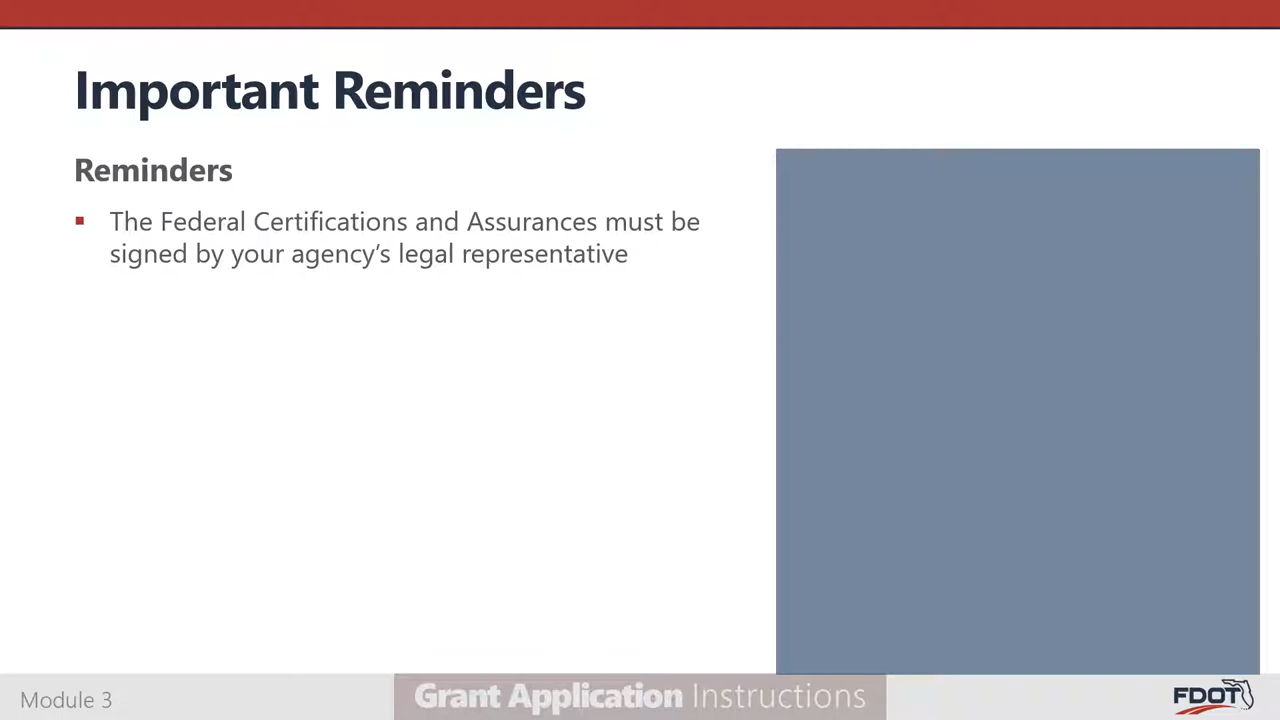 Important Reminders
Reminders
The Federal Certifications and Assurances must be
signed by your agency’s legal representative
Module 3
Grant Application Instructions
FDOT